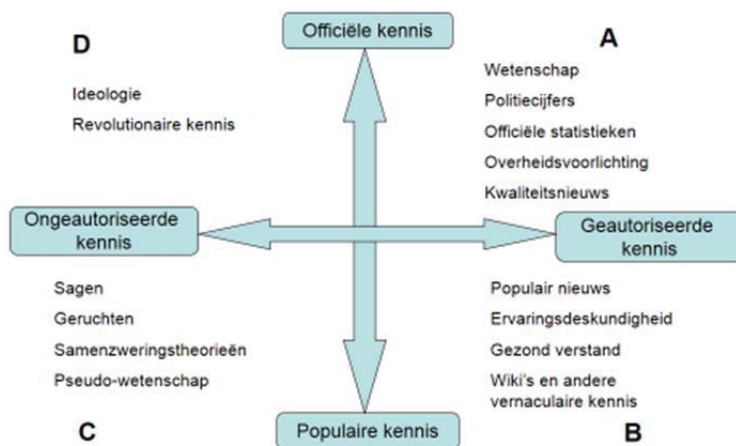 D
Officiële kennis
A
Ideologie
Revolutionaire kennis
Wetenschap
Politiecijfers
Officiële statistieken
Overheidsvoorlichting
Kwaliteitsnieuws
Ongeautoriseerde
kennis
Geautoriseerde
kennis
Sagen
Geruchten
Samenzweringstheorieën
Pseudo-wetenschap
Populair nieuws
Ervaringsdeskundigheid
Gezond verstand
Wiki's en andere
vernaculaire kennis
C
Populaire kennis
B